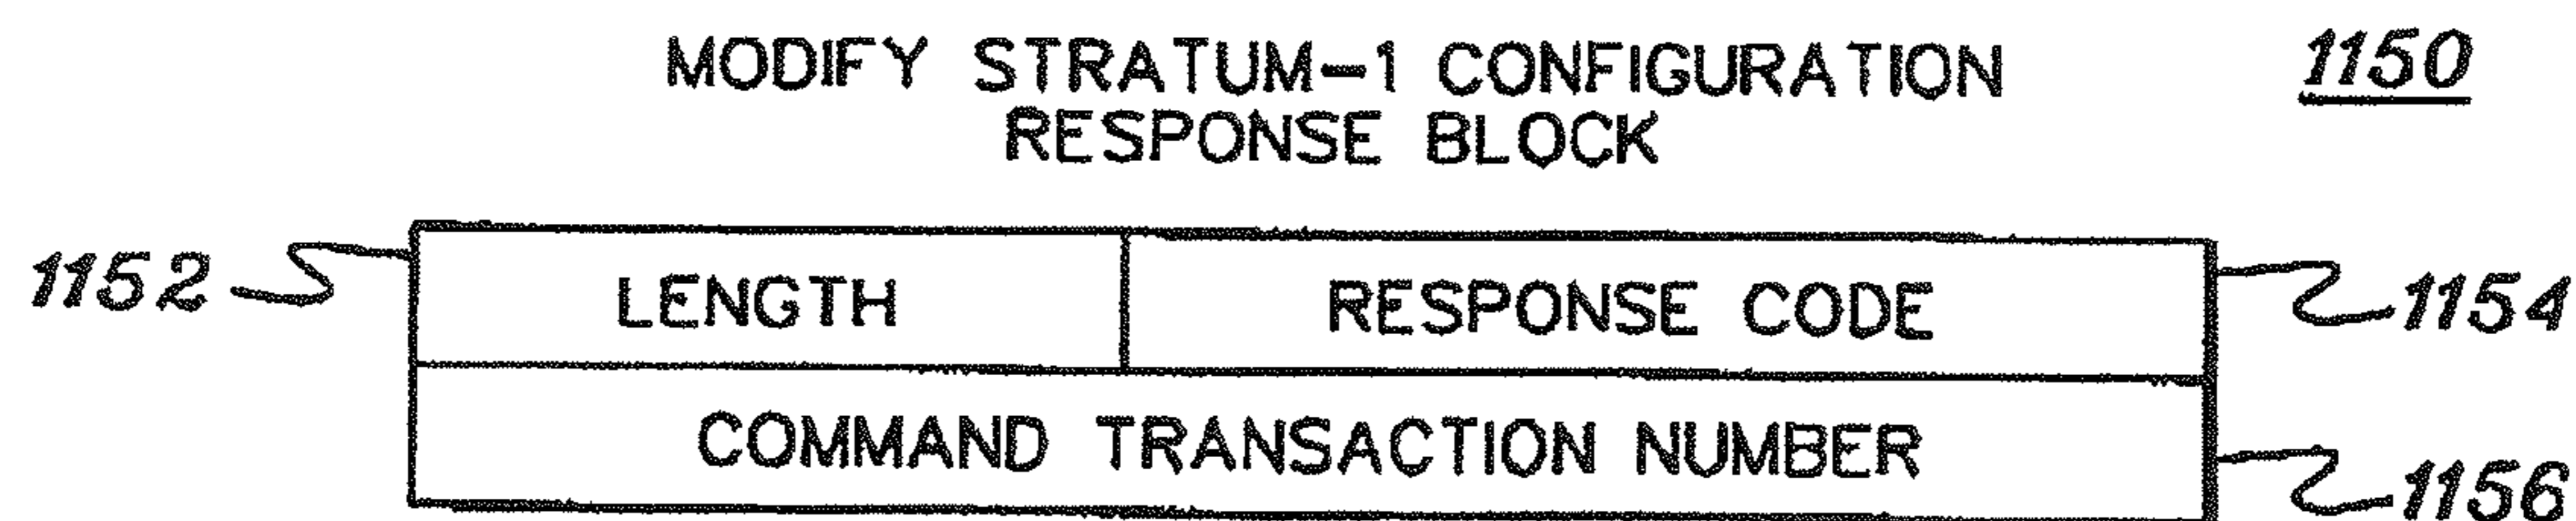 MODIFY STRATUM-1 CONFIGURATION 1150
RESPONSE BLOCK
1152 LENGTH RESPONSE CODE 1154
COMMAND TRANSACTION NUMBER 1156